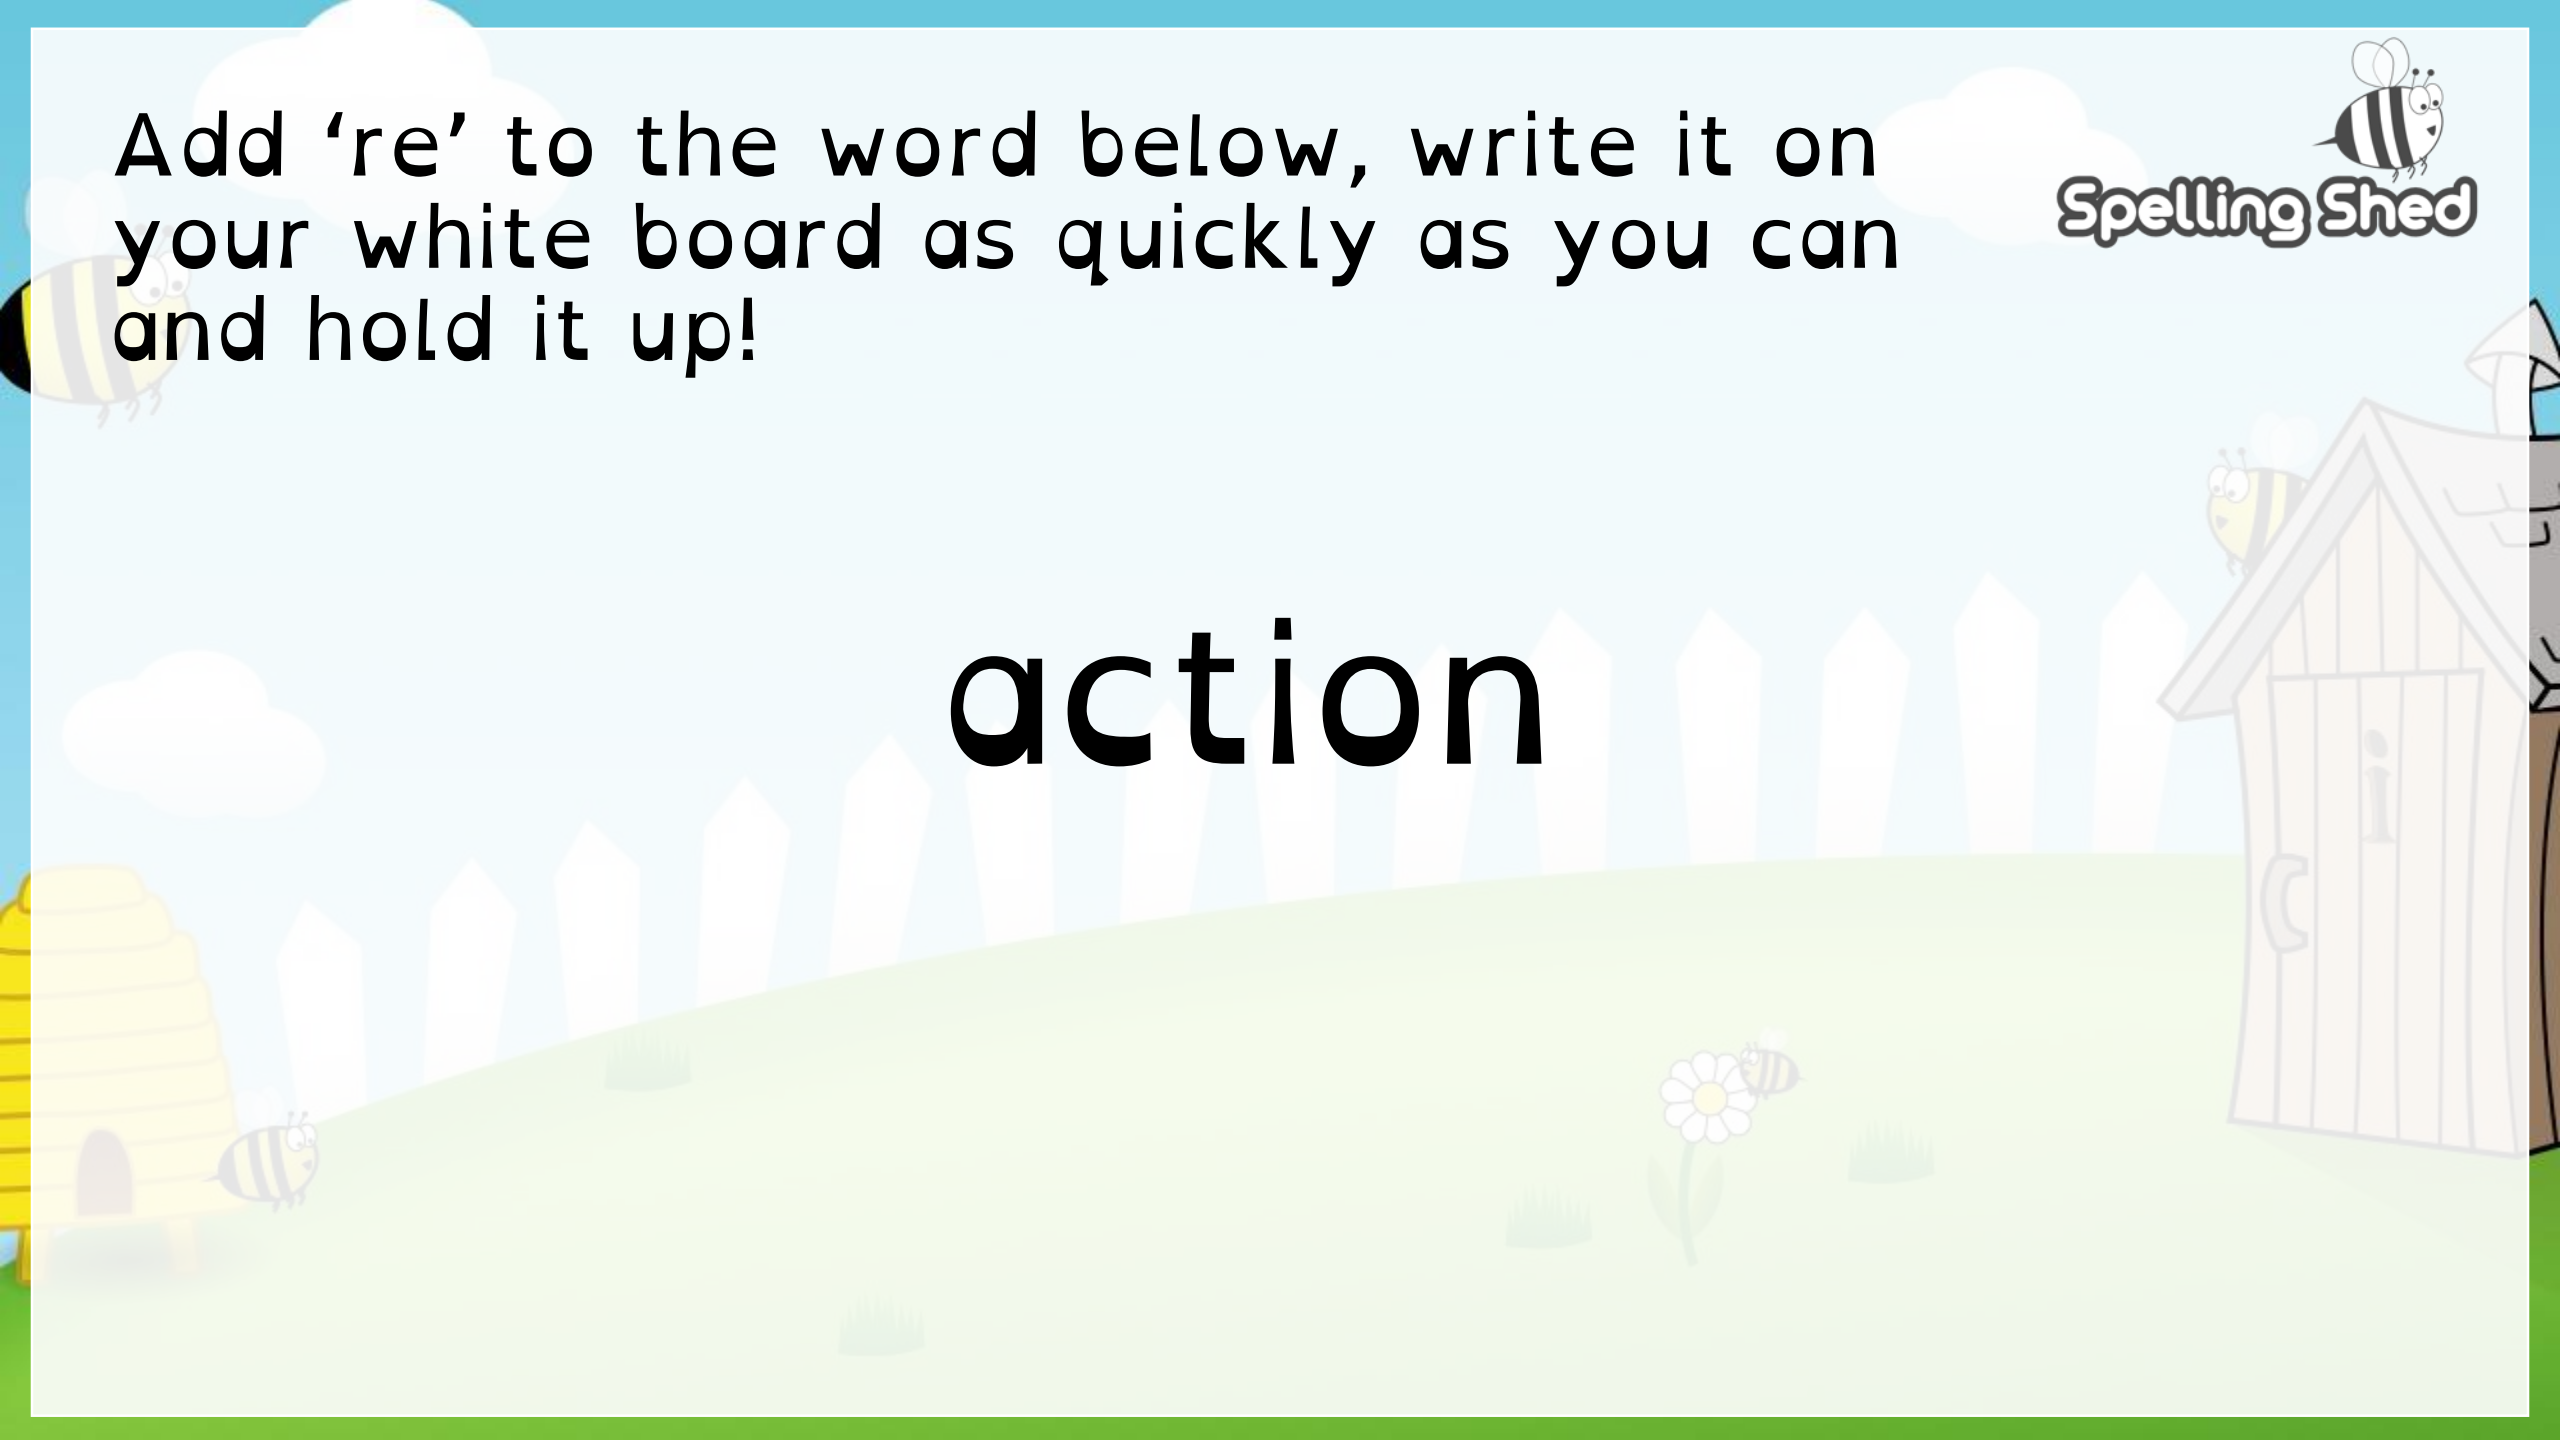 Add ‘re’ to the word below, write it on
your white board as quickly as you can
and hold it up!
Spelling Shed
action
i